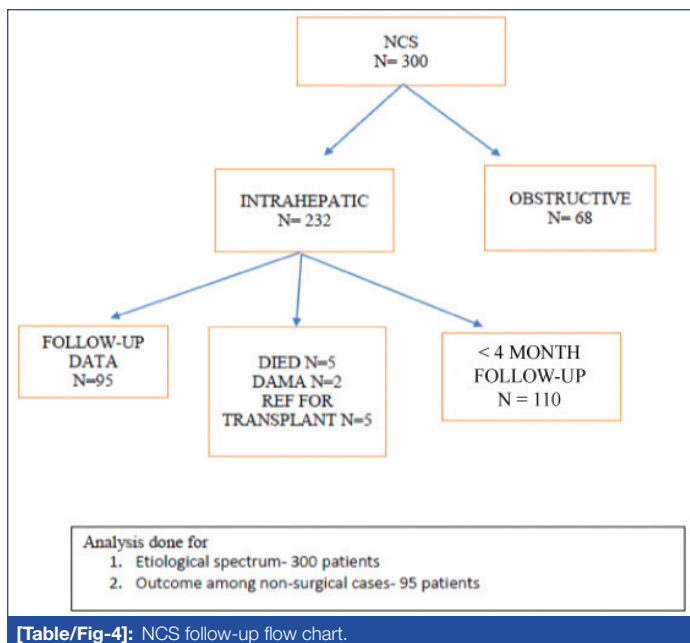 NCS
N= 300
INTRAHEPATIC
N= 232
OBSTRUCTIVE
N= 68
FOLLOW-UP
DATA
N=95
DIED N=5
DAMA N=2
REF FOR
TRANSPLANT N=5
< 4 MONTH
FOLLOW-UP
N = 110
Analysis done for
1. Etiological spectrum- 300 patients
2. Outcome among non-surgical cases- 95 patients
[Table/Fig-4]: NCS follow-up flow chart.